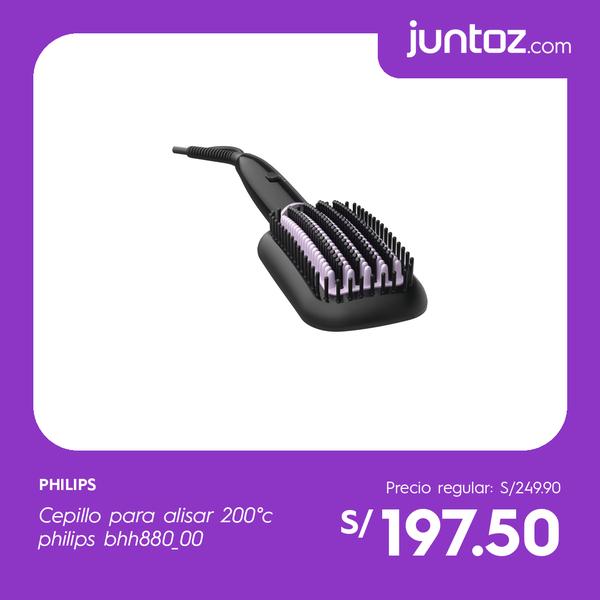 juntoz.com
PHILIPS
Cepillo para alisar 200°c
philips bhh880_00
Precio regular: S/249.90
S/197.50